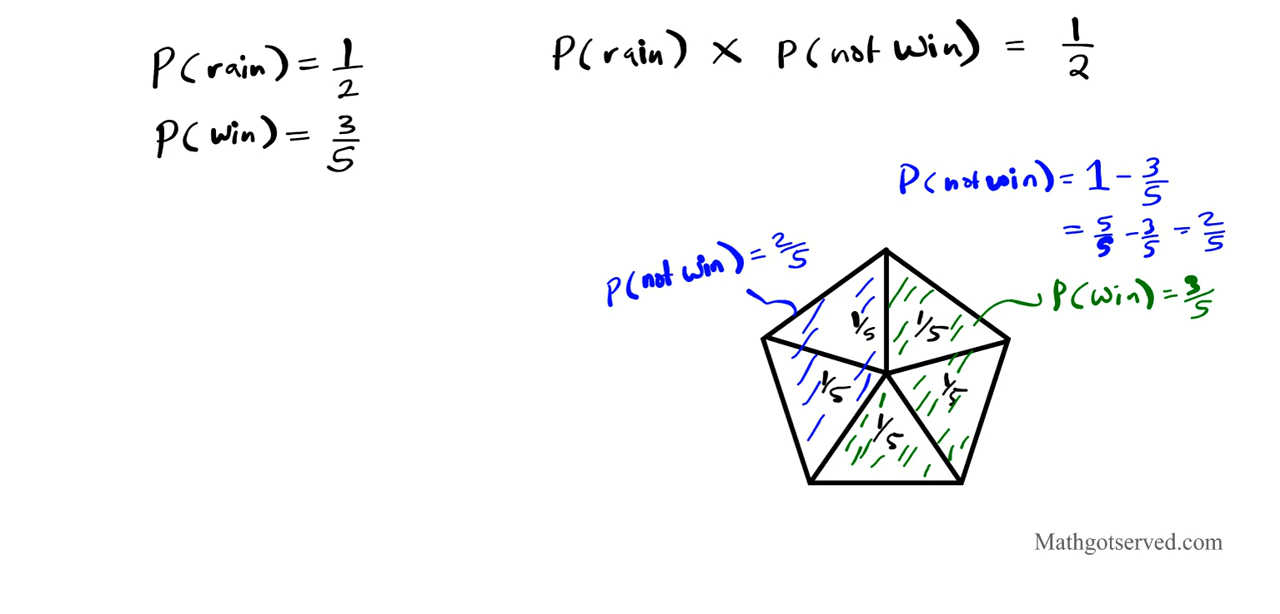 P(rain) = 1/2
P(win) = 3/5
P(rain) × P(not win) = 1/2
P(not win) = 1 - 3/5
= 5/5 - 3/5 = 2/5
P(not win) = 2/5
P(win) = 3/5
1/5
1/5
1/5
1/5
1/5
Mathgotserved.com